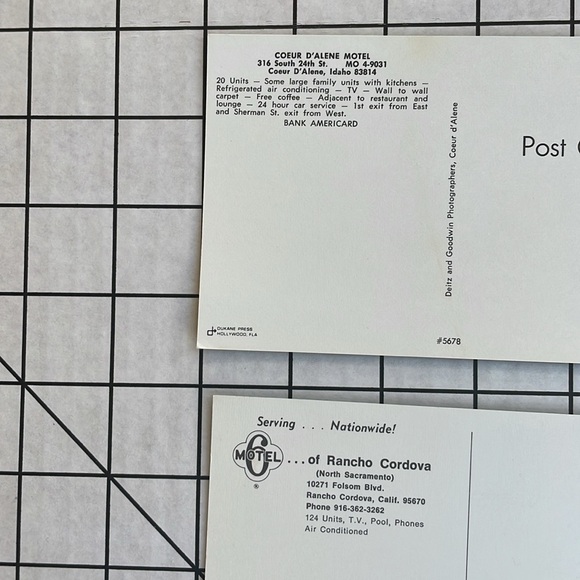 COEUR D'ALENE MOTEL
316 South 24th St. MO 4-9031
Coeur D'Alene, Idaho 83814
20 Units — Some large family units with kitchens —
Refrigerated air conditioning — TV — Wall to wall
carpet — Free coffee — Adjacent to restaurant and
lounge — 24 hour car service — 1st exit from East
and Sherman St. exit from West.
BANK AMERICARD
Deitz and Goodwin Photographers, Coeur d'Alene
Post
DUKANE PRESS
HOLLYWOOD, FLA
#5678
Serving . . . Nationwide!
MOTEL 6
®
...of Rancho Cordova
(North Sacramento)
10271 Folsom Blvd.
Rancho Cordova, Calif. 95670
Phone 916-362-3262
124 Units, T.V., Pool, Phones
Air Conditioned